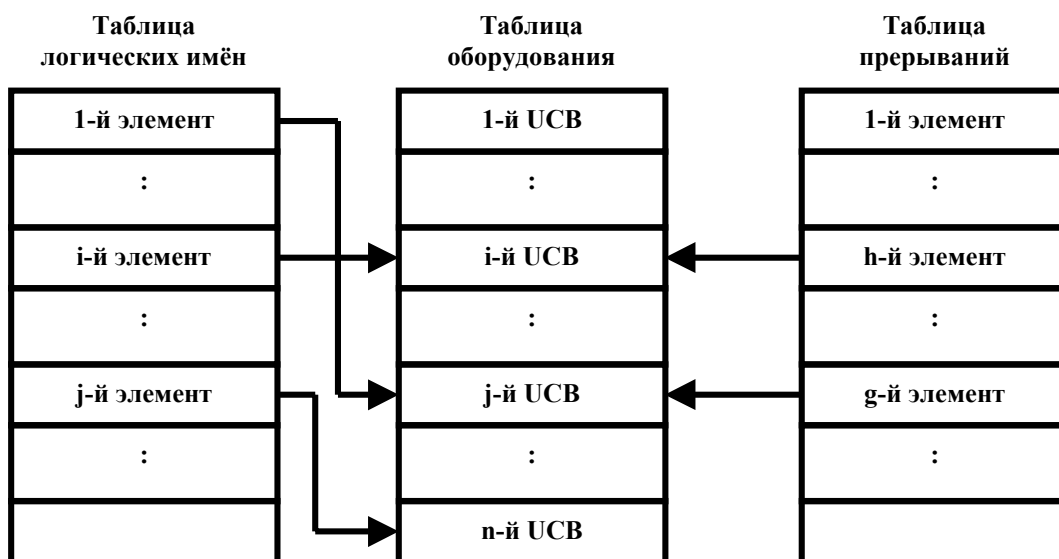 Таблица
логических имён
Таблица
оборудования
Таблица
прерываний
1-й элемент
:
i-й элемент
:
j-й элемент
:
1-й UCB
:
i-й UCB
:
j-й UCB
:
n-й UCB
1-й элемент
:
h-й элемент
:
g-й элемент
: